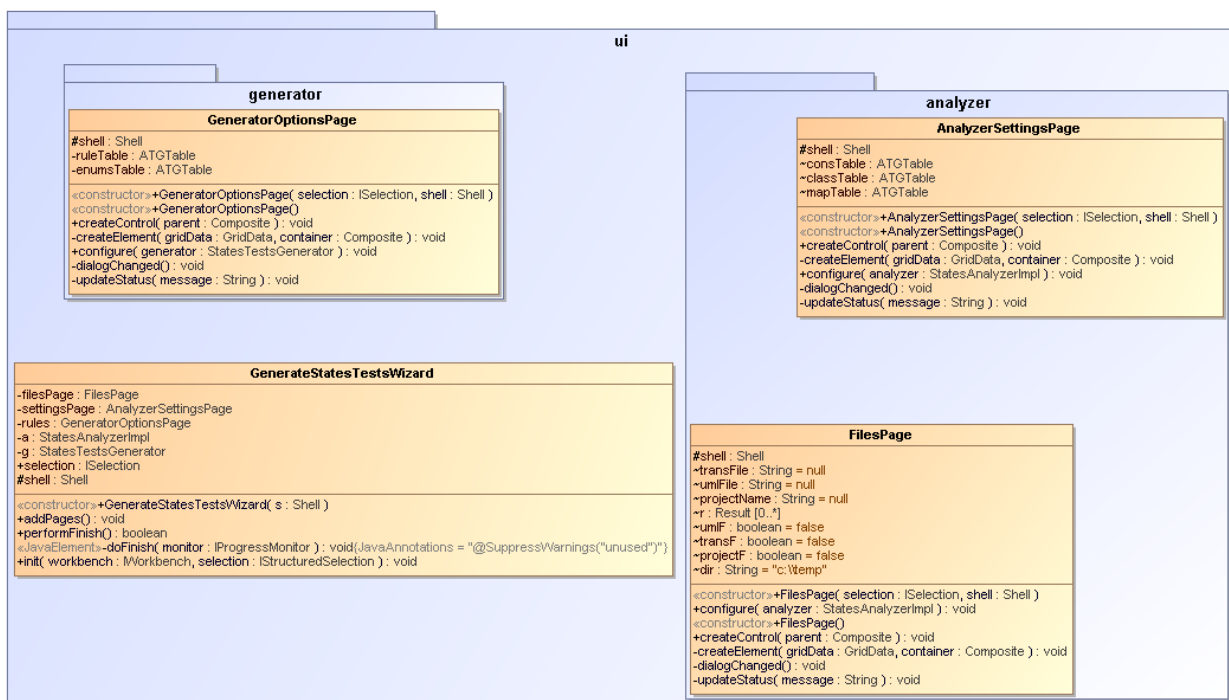 ui
generator
GeneratorOptionsPage
#shell : Shell
-ruleTable : ATGTable
-enumsTable : ATGTable
«constructor»+GeneratorOptionsPage( selection : ISelection, shell : Shell )
«constructor»+GeneratorOptionsPage()
+createControl( parent : Composite ) : void
-createElement( gridData : GridData, container : Composite ) : void
+configure( generator : StatesTestsGenerator ) : void
-dialogChanged() : void
-updateStatus( message : String ) : void
analyzer
AnalyzerSettingsPage
#shell : Shell
~consTable : ATGTable
~classTable : ATGTable
~mapTable : ATGTable
«constructor»+AnalyzerSettingsPage( selection : ISelection, shell : Shell )
«constructor»+AnalyzerSettingsPage()
+createControl( parent : Composite ) : void
-createElement( gridData : GridData, container : Composite ) : void
+configure( analyzer : StatesAnalyzerImpl ) : void
-dialogChanged() : void
-updateStatus( message : String ) : void
GenerateStatesTestsWizard
-filesPage : FilesPage
-settingsPage : AnalyzerSettingsPage
-rules : GeneratorOptionsPage
-a : StatesAnalyzerImpl
-g : StatesTestsGenerator
+selection : ISelection
#shell : Shell
«constructor»+GenerateStatesTestsWizard( s : Shell )
+addPages() : void
+performFinish() : boolean
«JavaElement»-doFinish( monitor : IProgressMonitor ) : void{JavaAnnotations = "@SuppressWarnings("unused")"}
+init( workbench : IWorkbench, selection : IStructuredSelection ) : void
FilesPage
#shell : Shell
~transFile : String = null
~umlFile : String = null
~projectName : String = null
~r : Result [0..*]
~umlF : boolean = false
~transF : boolean = false
~projectF : boolean = false
~dir : String = "c:\\temp"
«constructor»+FilesPage( selection : ISelection, shell : Shell )
+configure( analyzer : StatesAnalyzerImpl ) : void
«constructor»+FilesPage()
+createControl( parent : Composite ) : void
-createElement( gridData : GridData, container : Composite ) : void
-dialogChanged() : void
-updateStatus( message : String ) : void